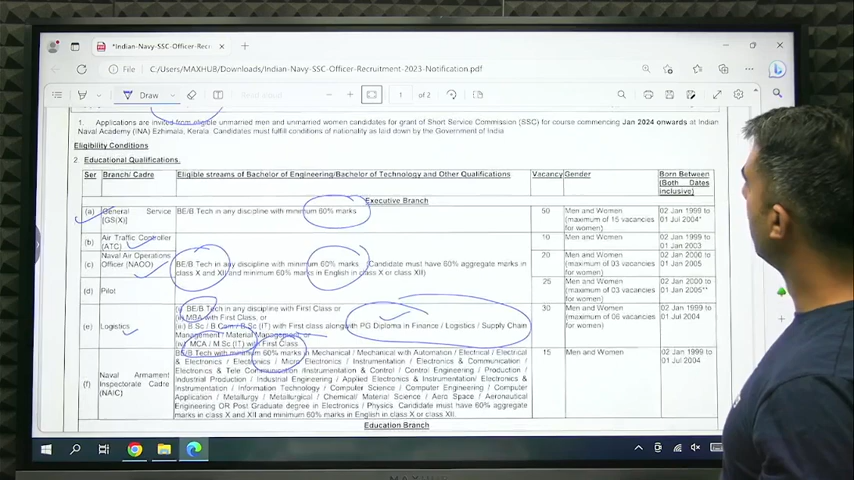 *Indian-Navy-SSC-Officer-Recr
File C:/Users/MAXHUB/Downloads/Indian-Navy-SSC-Officer-Recruitment-2023-Notification.pdf
Draw
1 of 2
1. Applications are invited from eligible unmarried men and unmarried women candidates for grant of Short Service Commission (SSC) for course commencing Jan 2024 onwards at Indian
Naval Academy (INA) Ezhimala, Kerala Candidates must fulfill conditions of nationality as laid down by the Government of India
Eligibility Conditions
2. Educational Qualifications.
Ser Branch/ Cadre Eligible streams of Bachelor of Engineering/Bachelor of Technology and Other Qualifications Vacancy Gender Born Between (Both Dates inclusive)
Executive Branch
(a) General Service [GS(X)] BE/B Tech in any discipline with minimum 60% marks 50 Men and Women (maximum of 15 vacancies for women) 02 Jan 1999 to 01 Jul 2004*
(b) Air Traffic Controller (ATC) 10 Men and Women 02 Jan 1999 to 01 Jan 2003
(c) Naval Air Operations Officer (NAOO) BE/B Tech in any discipline with minimum 60% marks (Candidate must have 60% aggregate marks in class X and XII and minimum 60% marks in English in class X or class XII) 20 Men and Women (maximum of 03 vacancies for women) 02 Jan 2000 to 01 Jan 2005
(d) Pilot 25 Men and Women (maximum of 03 vacancies for women) 02 Jan 2000 to 01 Jan 2005**
(e) Logistics (i) BE/B Tech in any discipline with First Class or
(ii) MBA with First Class, or
(iii) B Sc / B Com / B Sc (IT) with First class along with PG Diploma in Finance / Logistics / Supply Chain
Management / Material Management or
(iv) MCA / M Sc (IT) with First Class
30 Men and Women (maximum of 06 vacancies for women) 02 Jan 1999 to 01 Jul 2004
(f) Naval Armament Inspectorate Cadre (NAIC)
BE/B Tech with minimum 60% marks in Mechanical / Mechanical with Automation / Electrical / Electrical
& Electronics / Electronics / Micro Electronics / Instrumentation / Electronics & Communication /
Electronics & Tele Communication /Instrumentation & Control / Control Engineering / Production /
Industrial Production / Industrial Engineering / Applied Electronics & Instrumentation/ Electronics &
Instrumentation / Information Technology / Computer Science / Computer Engineering / Computer
Application / Metallurgy / Metallurgical / Chemical/ Material Science / Aero Space / Aeronautical
Engineering OR Post Graduate degree in Electronics / Physics Candidate must have 60% aggregate
marks in class X and XII and minimum 60% marks in English in class X or class XII.
15 Men and Women 02 Jan 1999 to 01 Jul 2004
Education Branch